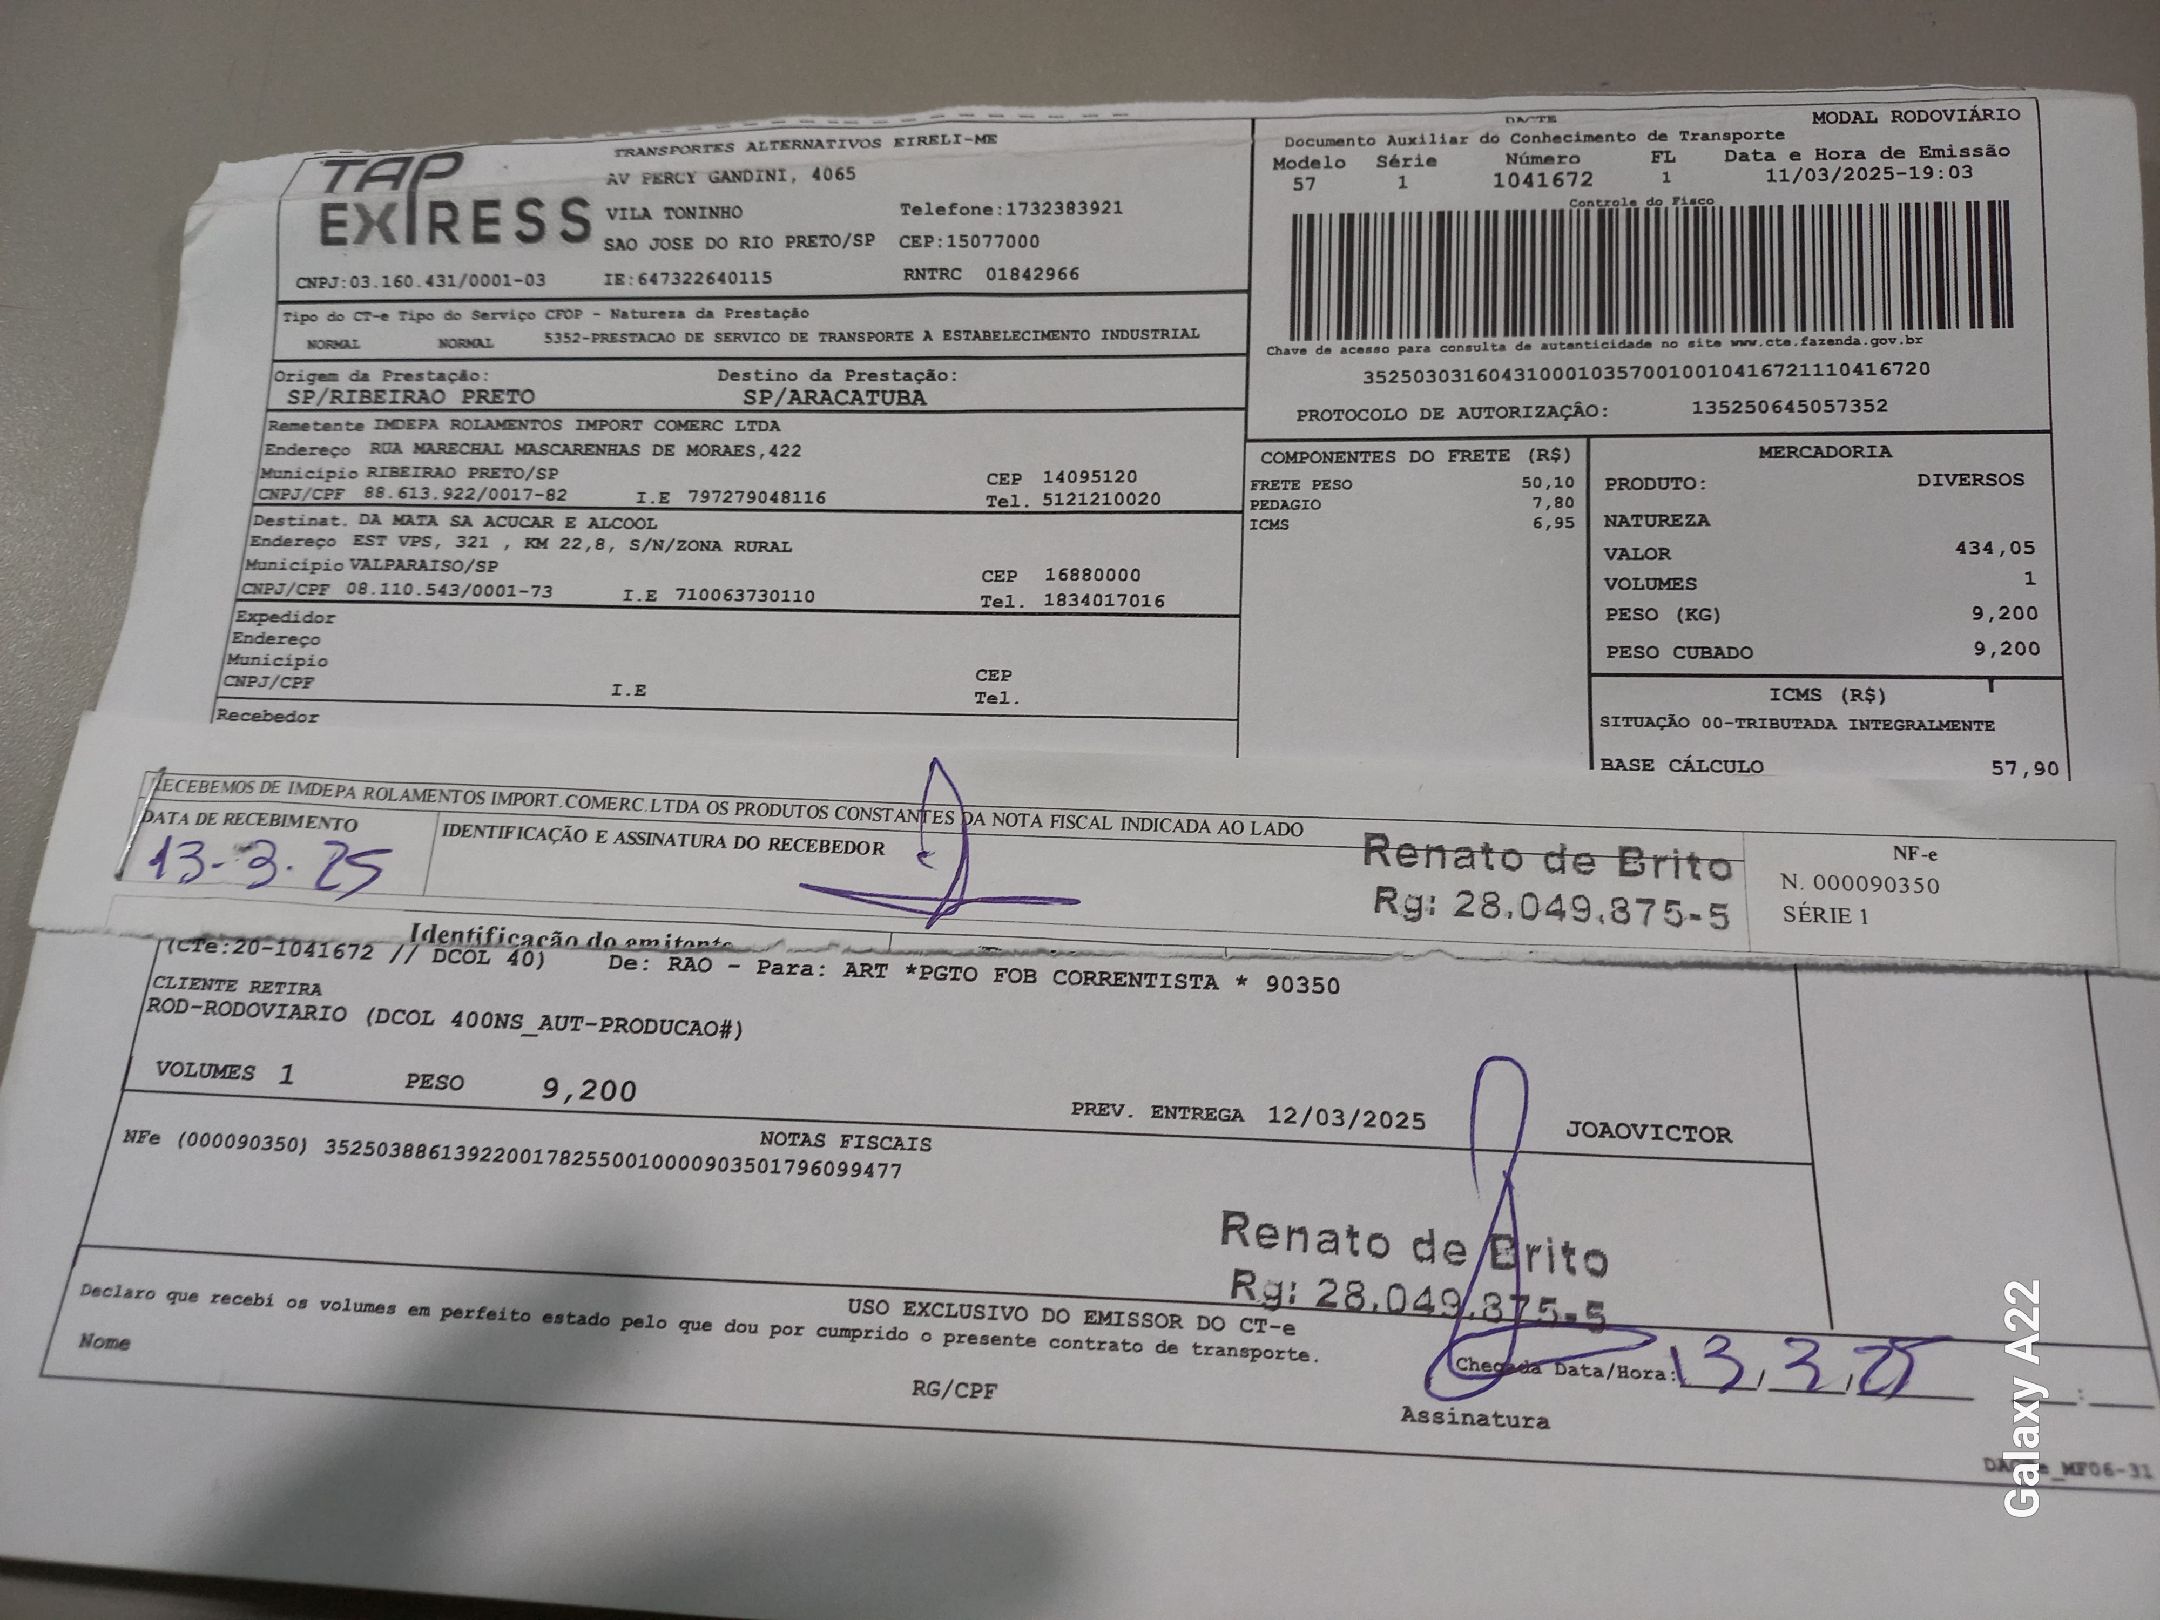 TAP EXPRESS
TRANSPORTES ALTERNATIVOS EIRELI-ME
AV PERCY GANDINI, 4065
VILA TONINHO Telefone:1732383921
SAO JOSE DO RIO PRETO/SP CEP:15077000
CNPJ:03.160.431/0001-03 IE:647322640115 RNTRC 01842966
DACTE MODAL RODOVIÁRIO
Documento Auxiliar do Conhecimento de Transporte
Modelo Série Número FL Data e Hora de Emissão
57 1 1041672 1 11/03/2025-19:03
Controle do Fisco
Chave de acesso para consulta de autenticidade no site www.cte.fazenda.gov.br
35250303160431000103570010010416721110416720
PROTOCOLO DE AUTORIZAÇÃO: 135250645057352
Tipo do CT-e Tipo do Serviço CFOP - Natureza da Prestação
NORMAL NORMAL 5352-PRESTACAO DE SERVICO DE TRANSPORTE A ESTABELECIMENTO INDUSTRIAL
Origem da Prestação: Destino da Prestação:
SP/RIBEIRAO PRETO SP/ARACATUBA
Remetente IMDEPA ROLAMENTOS IMPORT COMERC LTDA
Endereço RUA MARECHAL MASCARENHAS DE MORAES,422
Município RIBEIRAO PRETO/SP CEP 14095120
CNPJ/CPF 88.613.922/0017-82 I.E 797279048116 Tel. 5121210020
Destinat. DA MATA SA ACUCAR E ALCOOL
Endereço EST VPS, 321 , KM 22,8, S/N/ZONA RURAL
Município VALPARAISO/SP CEP 16880000
CNPJ/CPF 08.110.543/0001-73 I.E 710063730110 Tel. 1834017016
Expedidor
Endereço
Município CEP
CNPJ/CPF I.E Tel.
Recebedor
COMPONENTES DO FRETE (R$)
FRETE PESO 50,10
PEDAGIO 7,80
ICMS 6,95
MERCADORIA
PRODUTO: DIVERSOS
NATUREZA
VALOR 434,05
VOLUMES 1
PESO (KG) 9,200
PESO CUBADO 9,200
ICMS (R$)
SITUAÇÃO 00-TRIBUTADA INTEGRALMENTE
BASE CÁLCULO 57,90
RECEBEMOS DE IMDEPA ROLAMENTOS IMPORT.COMERC.LTDA OS PRODUTOS CONSTANTES DA NOTA FISCAL INDICADA AO LADO
DATA DE RECEBIMENTO IDENTIFICAÇÃO E ASSINATURA DO RECEBEDOR
13-3-25
Renato de Brito
Rg: 28.049.875-5
NF-e
N. 000090350
SÉRIE 1
Identificação do emitente
(CTe:20-1041672 // DCOL 40) De: RAO - Para: ART *PGTO FOB CORRENTISTA * 90350
CLIENTE RETIRA
ROD-RODOVIARIO (DCOL 400NS_AUT-PRODUCAO#)
VOLUMES 1 PESO 9,200 PREV. ENTREGA 12/03/2025 JOAOVICTOR
NOTAS FISCAIS
NFe (000090350) 35250388613922001782550010000903501796099477
Renato de Brito
Rg: 28.049.875-5
USO EXCLUSIVO DO EMISSOR DO CT-e
Declaro que recebi os volumes em perfeito estado pelo que dou por cumprido o presente contrato de transporte.
Nome RG/CPF Assinatura
Chegada Data/Hora: 13/3/25 :
Galaxy A22